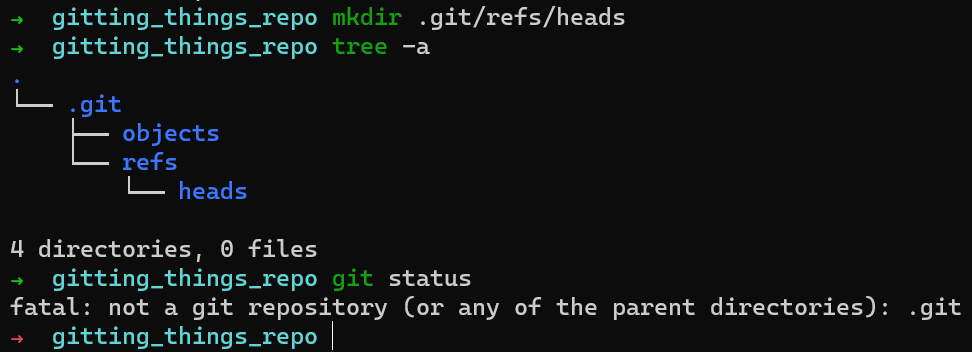 ➜  gitting_things_repo mkdir .git/refs/heads
➜  gitting_things_repo tree -a
.
└── .git
    ├── objects
    └── refs
        └── heads
4 directories, 0 files
➜  gitting_things_repo git status
fatal: not a git repository (or any of the parent directories): .git
➜  gitting_things_repo